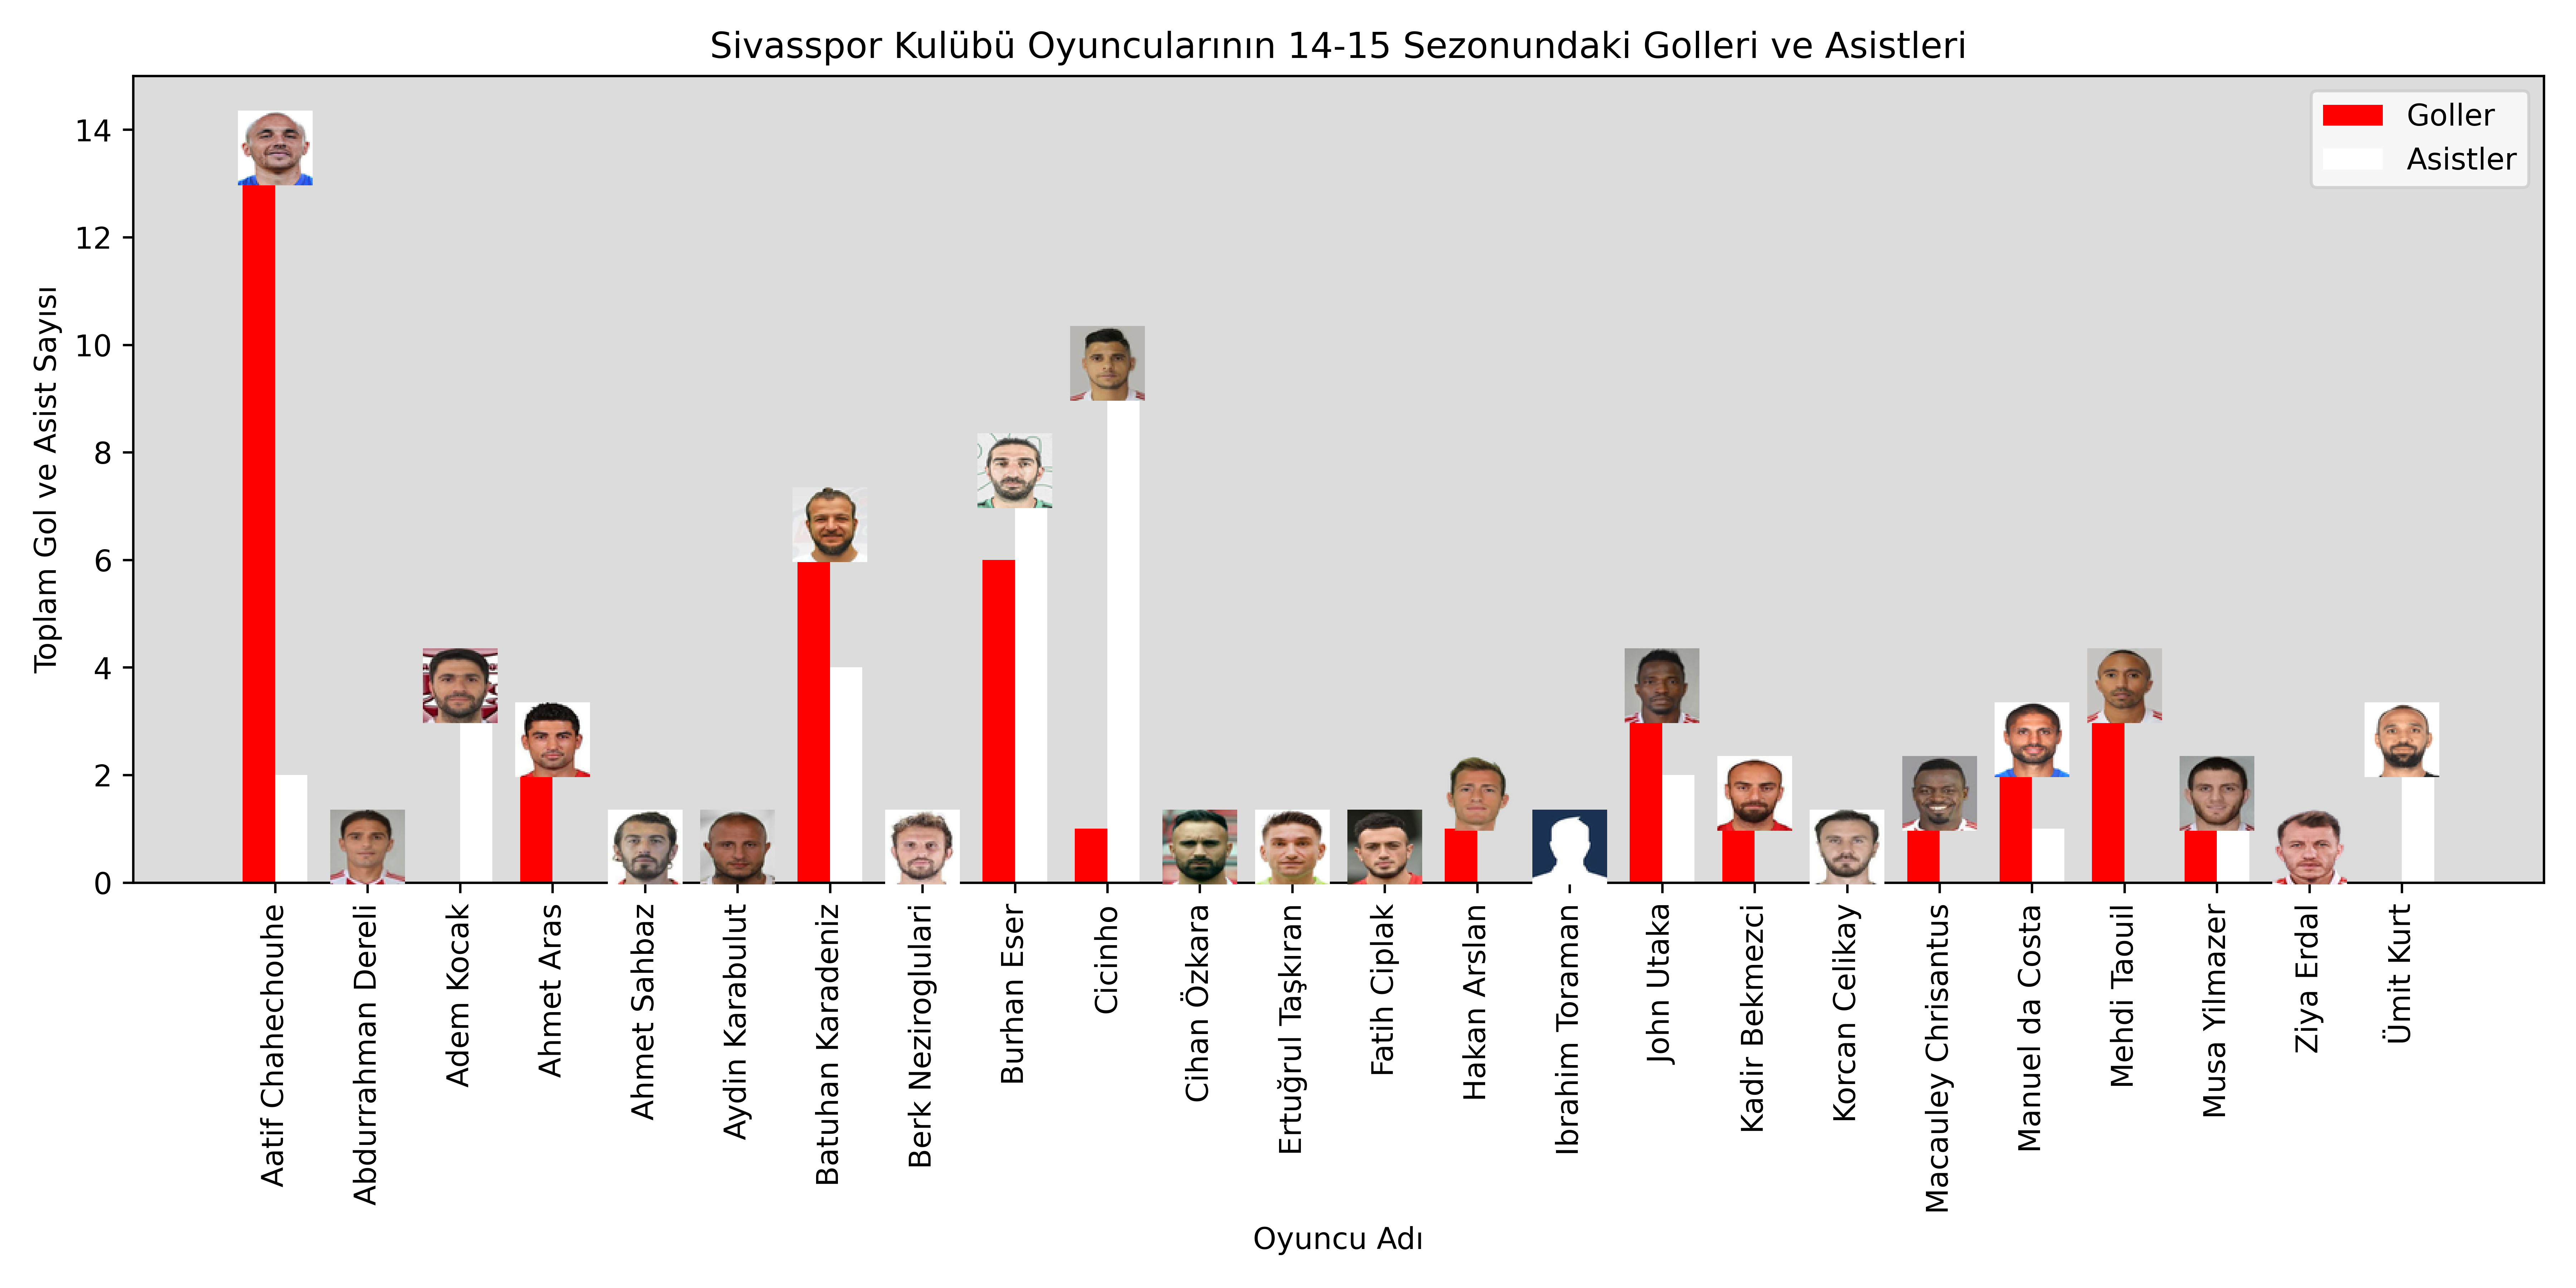 Sivasspor Kulübü Oyuncularının 14-15 Sezonundaki Golleri ve Asistleri
Goller
Asistler
Toplam Gol ve Asist Sayısı
14
12
10
8
6
4
2
0
Aatif Chahechouhe
Abdurrahman Dereli
Adem Kocak
Ahmet Aras
Ahmet Sahbaz
Aydin Karabulut
Batuhan Karadeniz
Berk Neziroglulari
Burhan Eser
Cicinho
Cihan Özkara
Ertuğrul Taşkıran
Fatih Ciplak
Hakan Arslan
Ibrahim Toraman
John Utaka
Kadir Bekmezci
Korcan Celikay
Macauley Chrisantus
Manuel da Costa
Mehdi Taouil
Musa Yilmazer
Ziya Erdal
Ümit Kurt
Oyuncu Adı